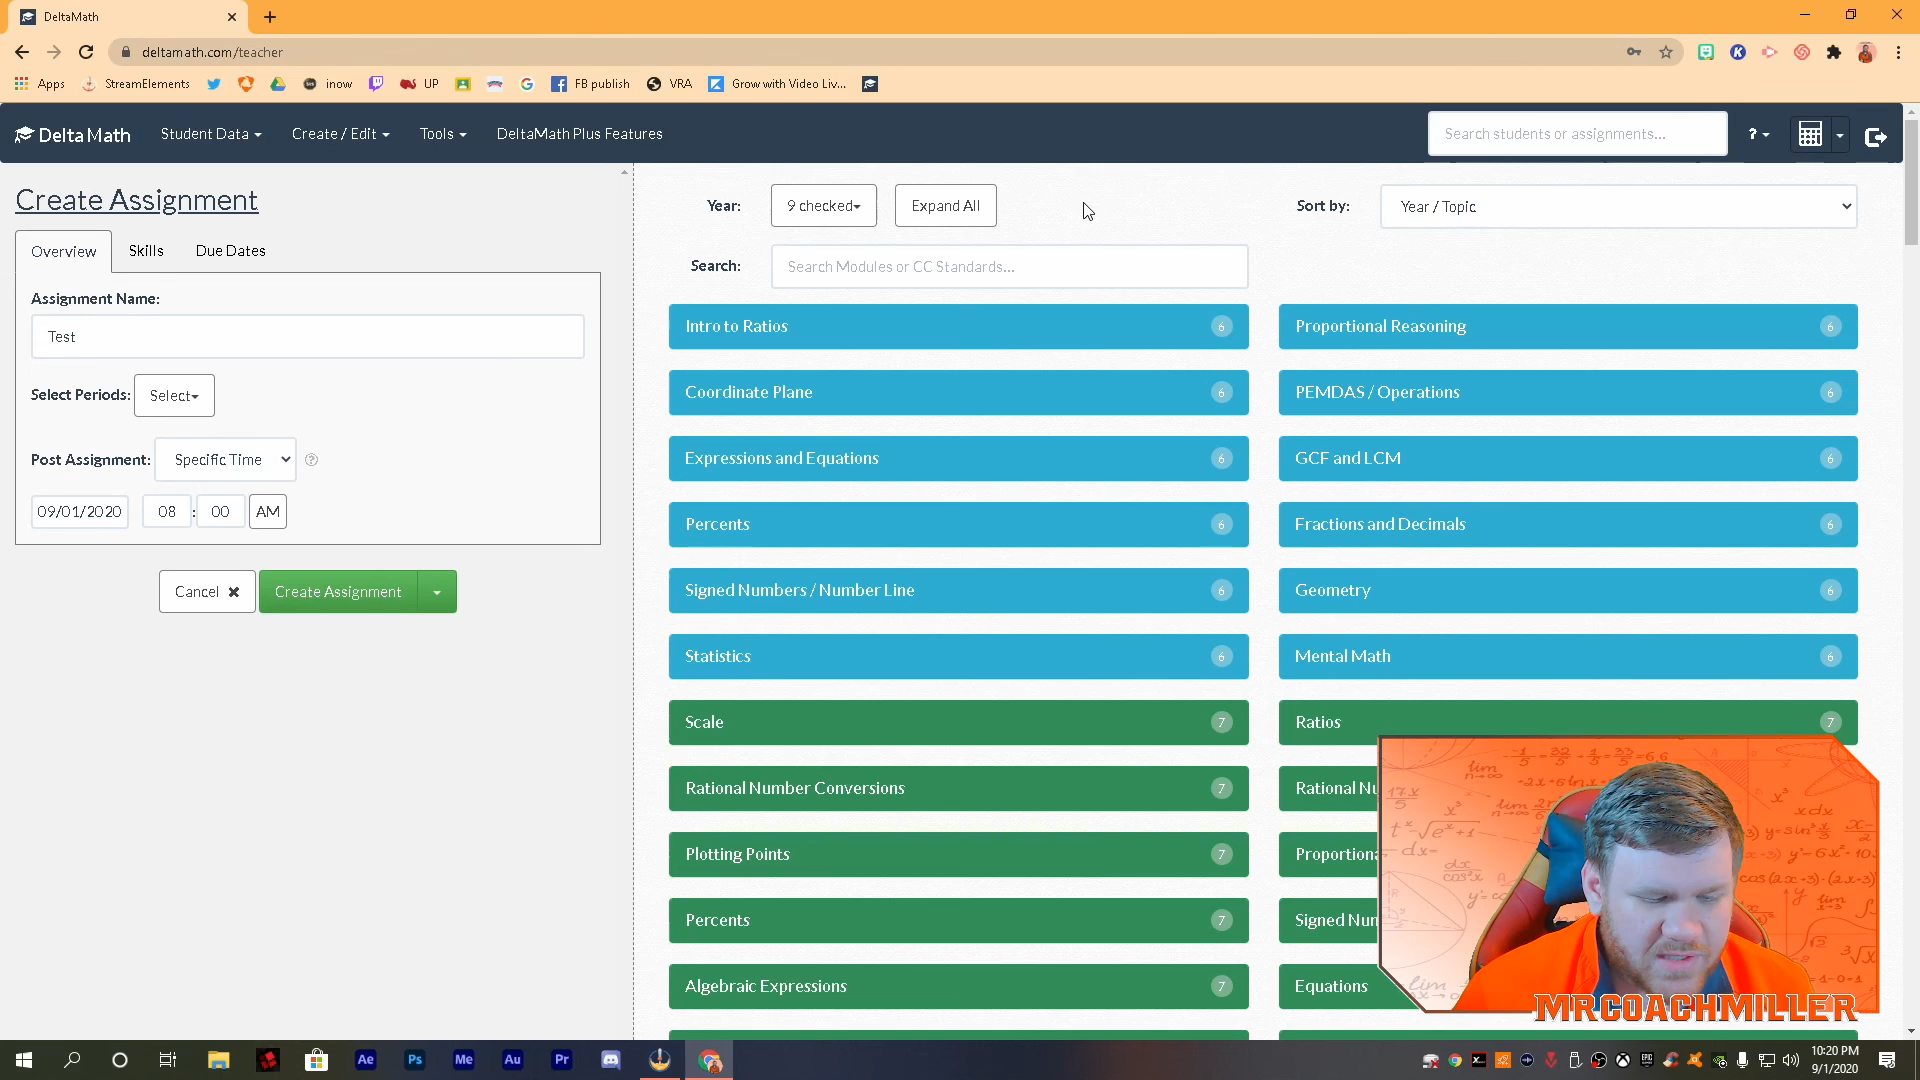 DeltaMath
deltamath.com/teacher
Apps StreamElements inow UP FB publish VRA Grow with Video Liv...
Delta Math Student Data Create / Edit Tools DeltaMath Plus Features Search students or assignments... ?
Create Assignment
Overview Skills Due Dates
Assignment Name:
Test
Select Periods: Select
Post Assignment: Specific Time ?
09/01/2020 08 : 00 AM
Cancel Create Assignment
Year: 9 checked Expand All Sort by: Year / Topic
Search: Search Modules or CC Standards...
Intro to Ratios 6 Proportional Reasoning 6
Coordinate Plane 6 PEMDAS / Operations 6
Expressions and Equations 6 GCF and LCM 6
Percents 6 Fractions and Decimals 6
Signed Numbers / Number Line 6 Geometry 6
Statistics 6 Mental Math 6
Scale 7 Ratios 7
Rational Number Conversions 7 Rational Nu
Plotting Points 7 Proportiona
Percents 7 Signed Num
Algebraic Expressions 7 Equations
MRCOACHMILLER
Ae Ps Me Au Pr
10:20 PM
9/1/2020